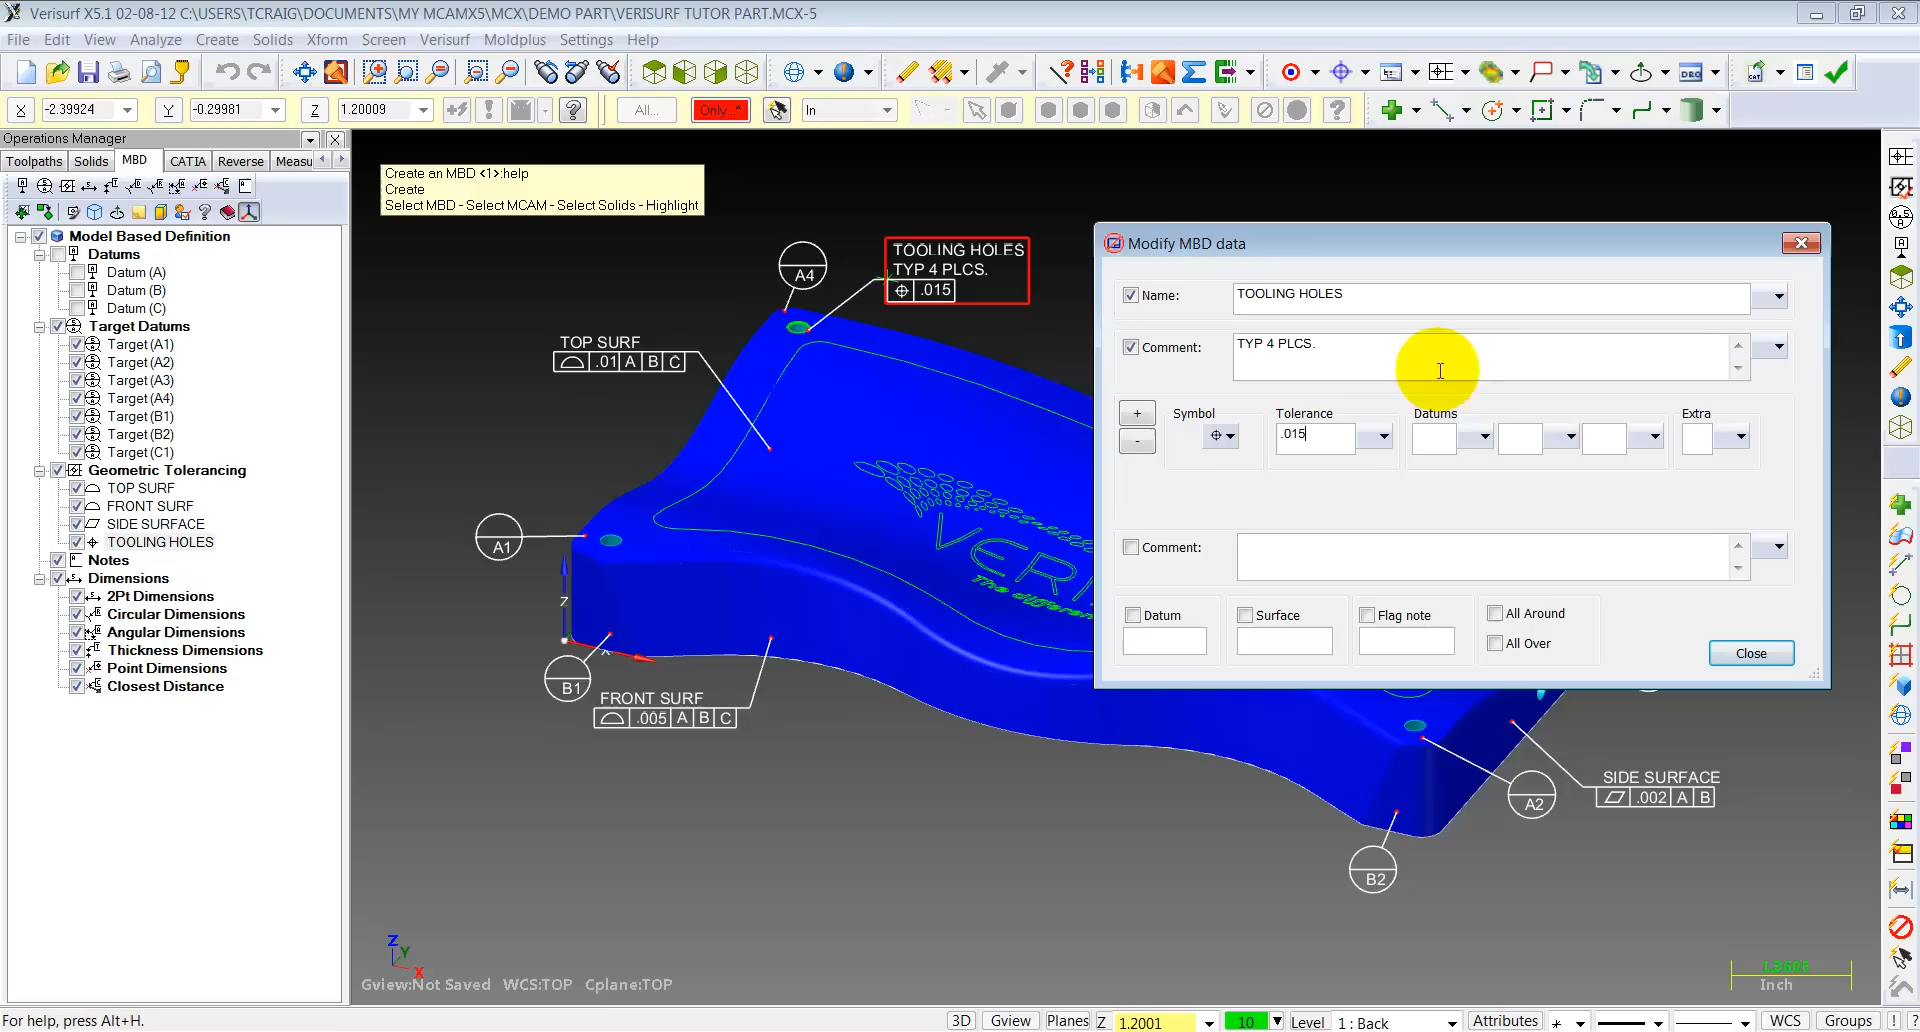 Verisurf X5.1 02-08-12 C:\USERS\TCRAIG\DOCUMENTS\MY MCAMX5\MCX\DEMO PART\VERISURF TUTOR PART.MCX-5
File Edit View Analyze Create Solids Xform Screen Verisurf Moldplus Settings Help
X -2.39924 Y -0.29981 Z 1.20009 All... Only...* In
Operations Manager
Toolpaths Solids MBD CATIA Reverse Measu
Model Based Definition
Datums
Datum (A)
Datum (B)
Datum (C)
Target Datums
Target (A1)
Target (A2)
Target (A3)
Target (A4)
Target (B1)
Target (B2)
Target (C1)
Geometric Tolerancing
TOP SURF
FRONT SURF
SIDE SURFACE
TOOLING HOLES
Notes
Dimensions
2Pt Dimensions
Circular Dimensions
Angular Dimensions
Thickness Dimensions
Point Dimensions
Closest Distance
Create an MBD <1>:help
Create
Select MBD - Select MCAM - Select Solids - Highlight
A4
TOOLING HOLES
TYP 4 PLCS.
.015
TOP SURF
.01 A B C
A1
Z
X
B1
FRONT SURF
.005 A B C
VERI
The differen
A2
B2
SIDE SURFACE
.002 A B
Modify MBD data
Name: TOOLING HOLES
Comment: TYP 4 PLCS.
+ Symbol Tolerance Datums Extra
- .015
Comment:
Datum Surface Flag note All Around
All Over
Close
Z
Y
X
Gview:Not Saved WCS:TOP Cplane:TOP
Inch
For help, press Alt+H. 3D Gview Planes Z 1.2001 10 Level 1 : Back Attributes * WCS Groups ! ?